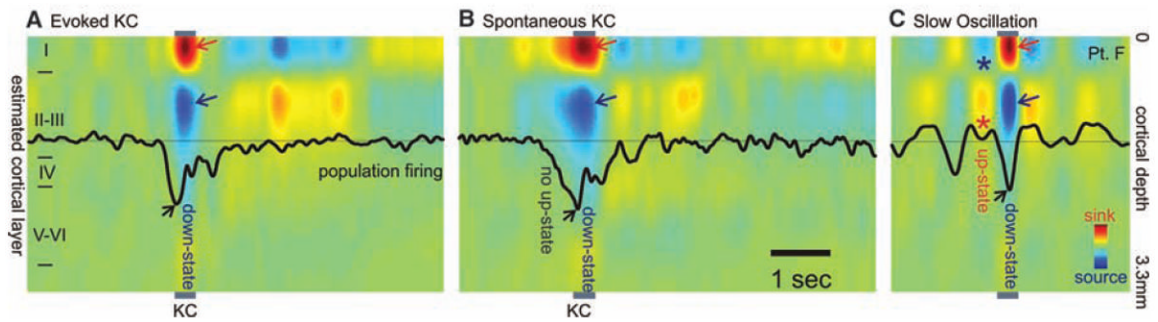 A Evoked KC
B Spontaneous KC
C Slow Oscillation
estimated cortical layer
I
II-III
IV
V-VI
population firing
down-state
KC
no up-state
down-state
1 sec
KC
*
*
Pt. F
up-state
down-state
sink
source
0
cortical depth
3.3mm